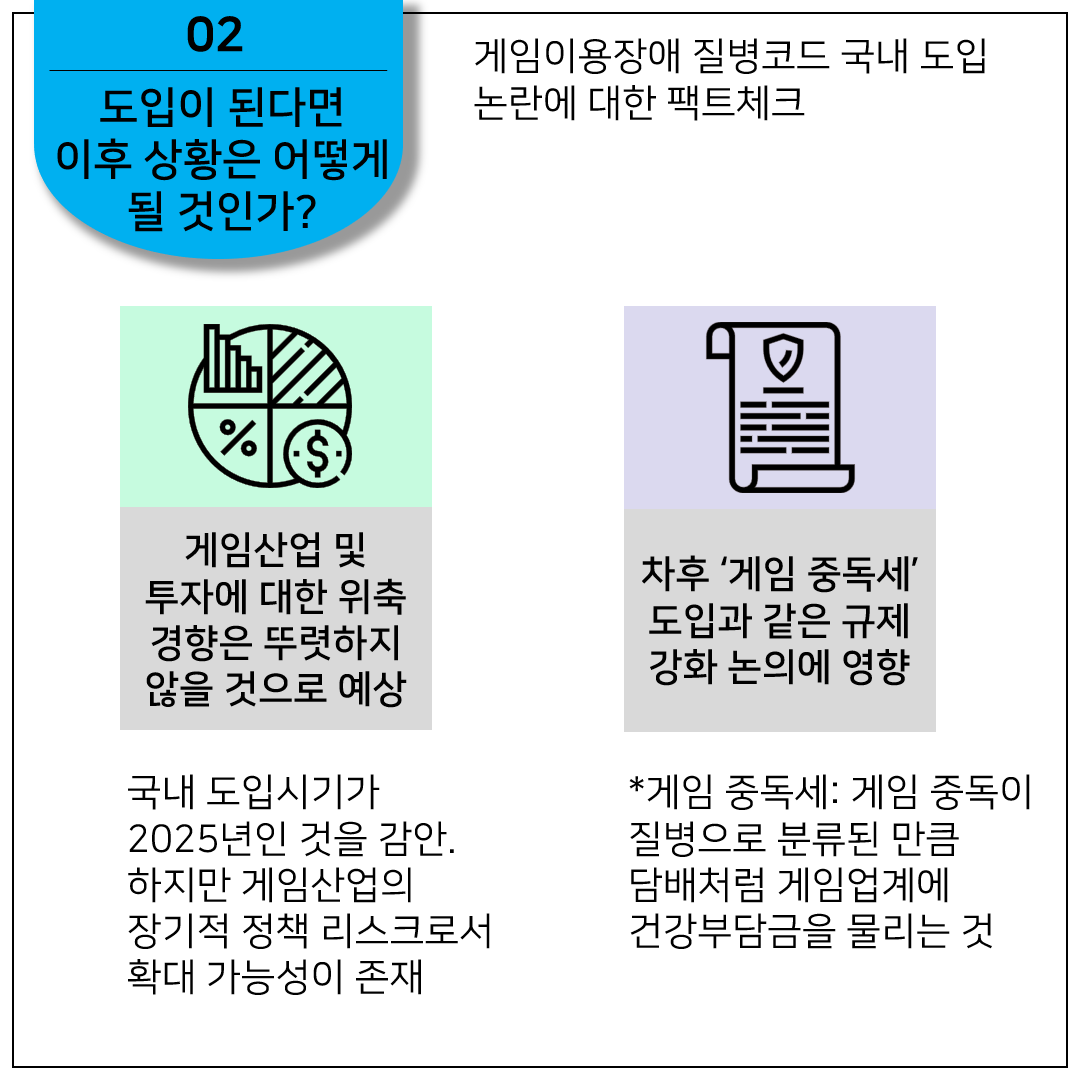 02
도입이 된다면
이후 상황은 어떻게
될 것인가?
게임이용장애 질병코드 국내 도입
논란에 대한 팩트체크
%
$
게임산업 및
투자에 대한 위축
경향은 뚜렷하지
않을 것으로 예상
국내 도입시기가
2025년인 것을 감안.
하지만 게임산업의
장기적 정책 리스크로서
확대 가능성이 존재
차후 ‘게임 중독세’
도입과 같은 규제
강화 논의에 영향
*게임 중독세: 게임 중독이
질병으로 분류된 만큼
담배처럼 게임업계에
건강부담금을 물리는 것